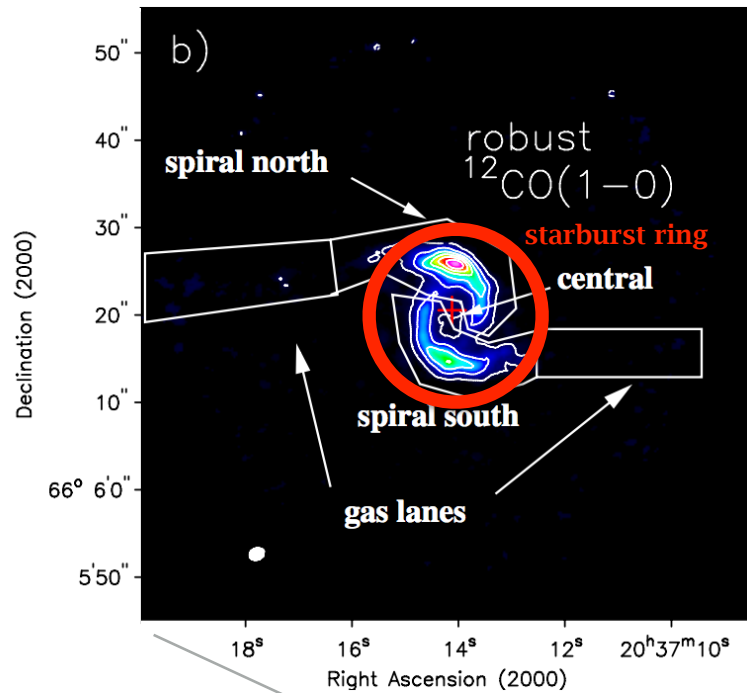 b)
robust
¹²CO(1−0)
spiral north
starburst ring
central
spiral south
gas lanes
50"
40"
30"
20"
10"
66° 6'0"
5'50"
Declination (2000)
18ˢ
16ˢ
14ˢ
12ˢ
20ʰ37ᵐ10ˢ
Right Ascension (2000)